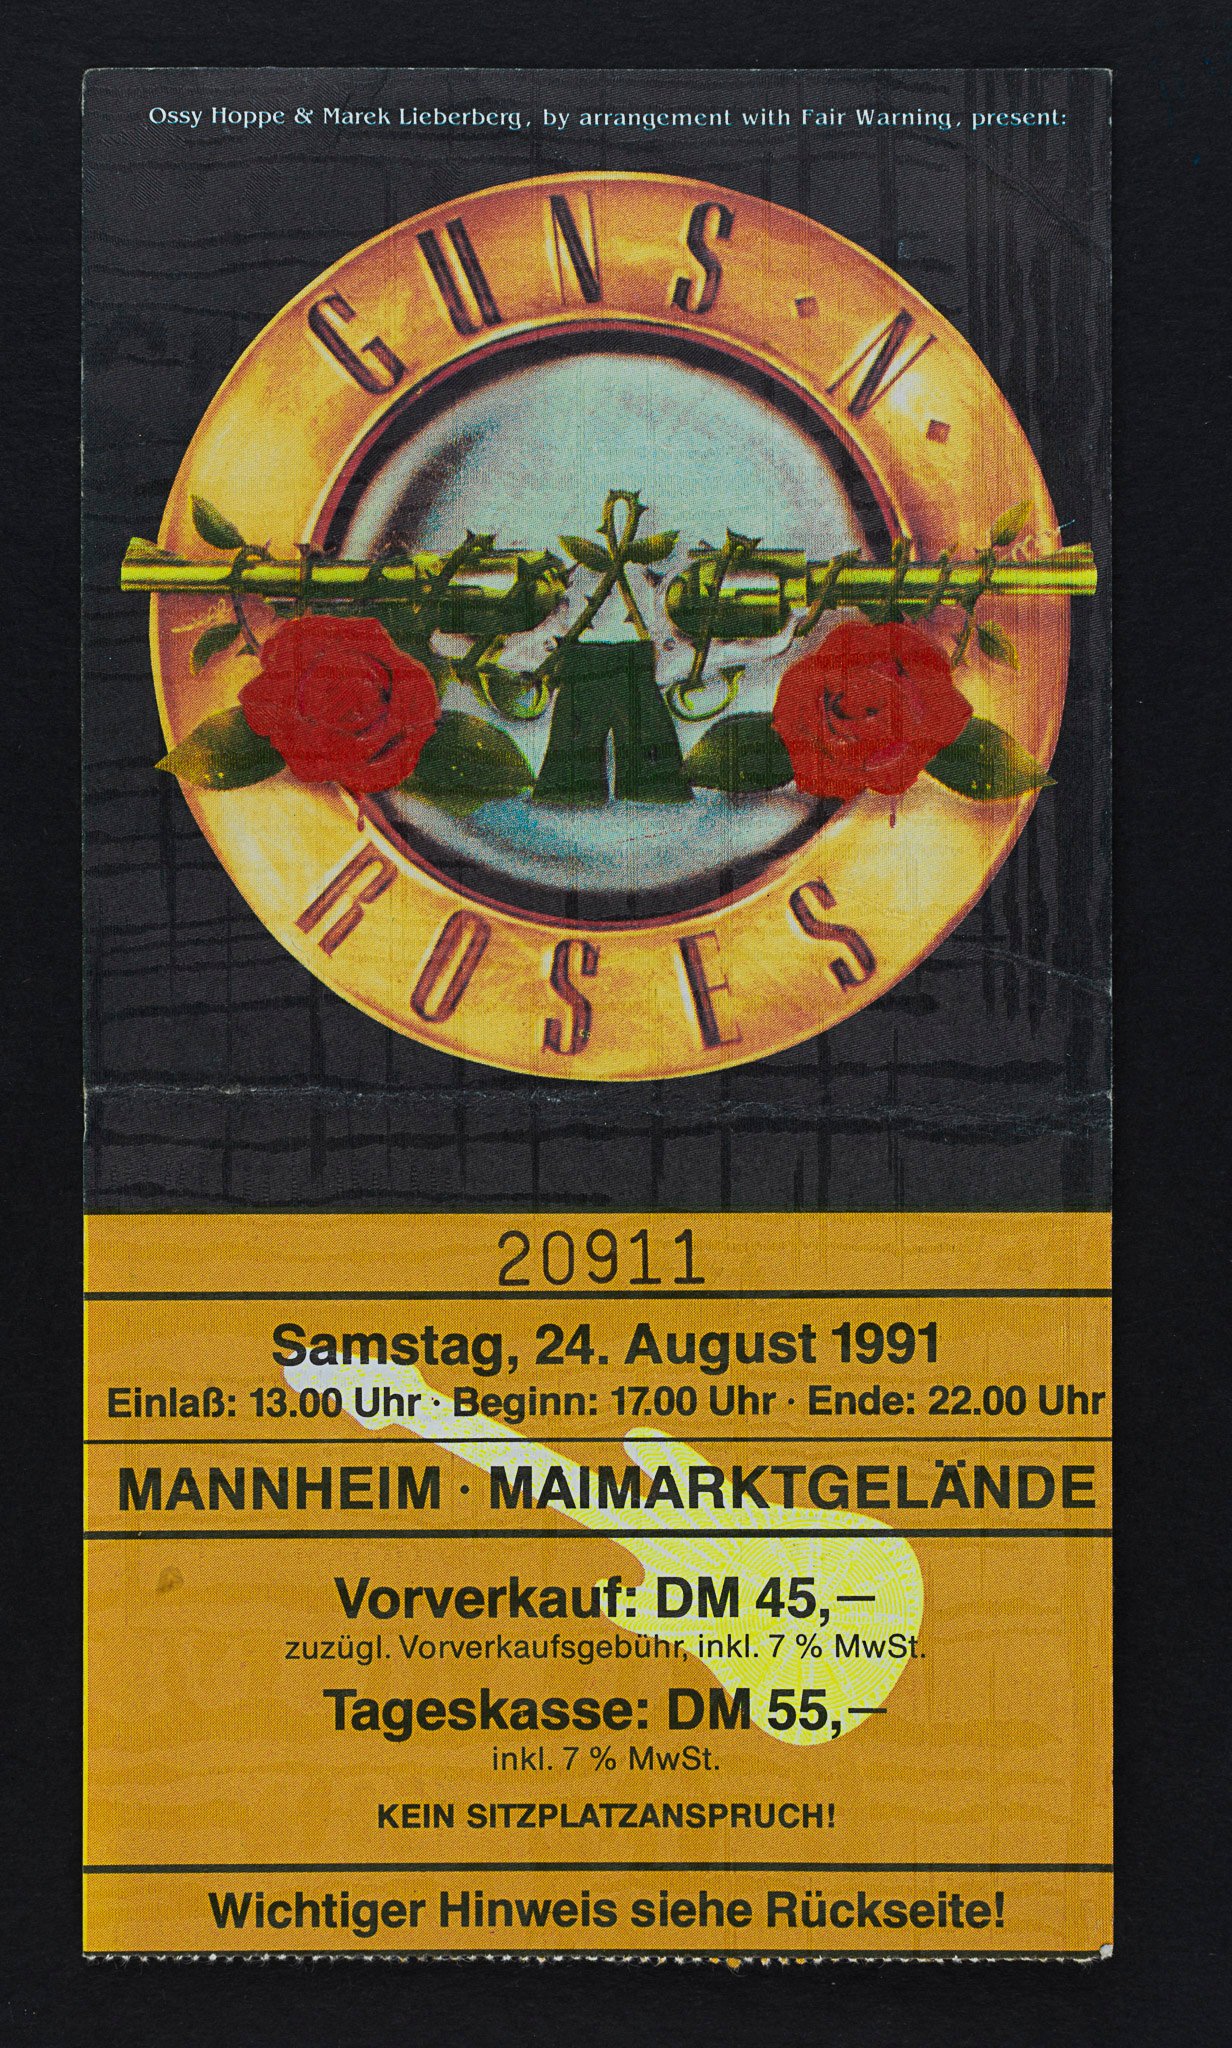 Ossy Hoppe & Marek Lieberberg, by arrangement with Fair Warning, present:
GUNS · N ·
ROSES
20911
Samstag, 24. August 1991
Einlaß: 13.00 Uhr · Beginn: 17.00 Uhr · Ende: 22.00 Uhr
MANNHEIM · MAIMARKTGELÄNDE
Vorverkauf: DM 45,—
zuzügl. Vorverkaufsgebühr, inkl. 7 % MwSt.
Tageskasse: DM 55,—
inkl. 7 % MwSt.
KEIN SITZPLATZANSPRUCH!
Wichtiger Hinweis siehe Rückseite!